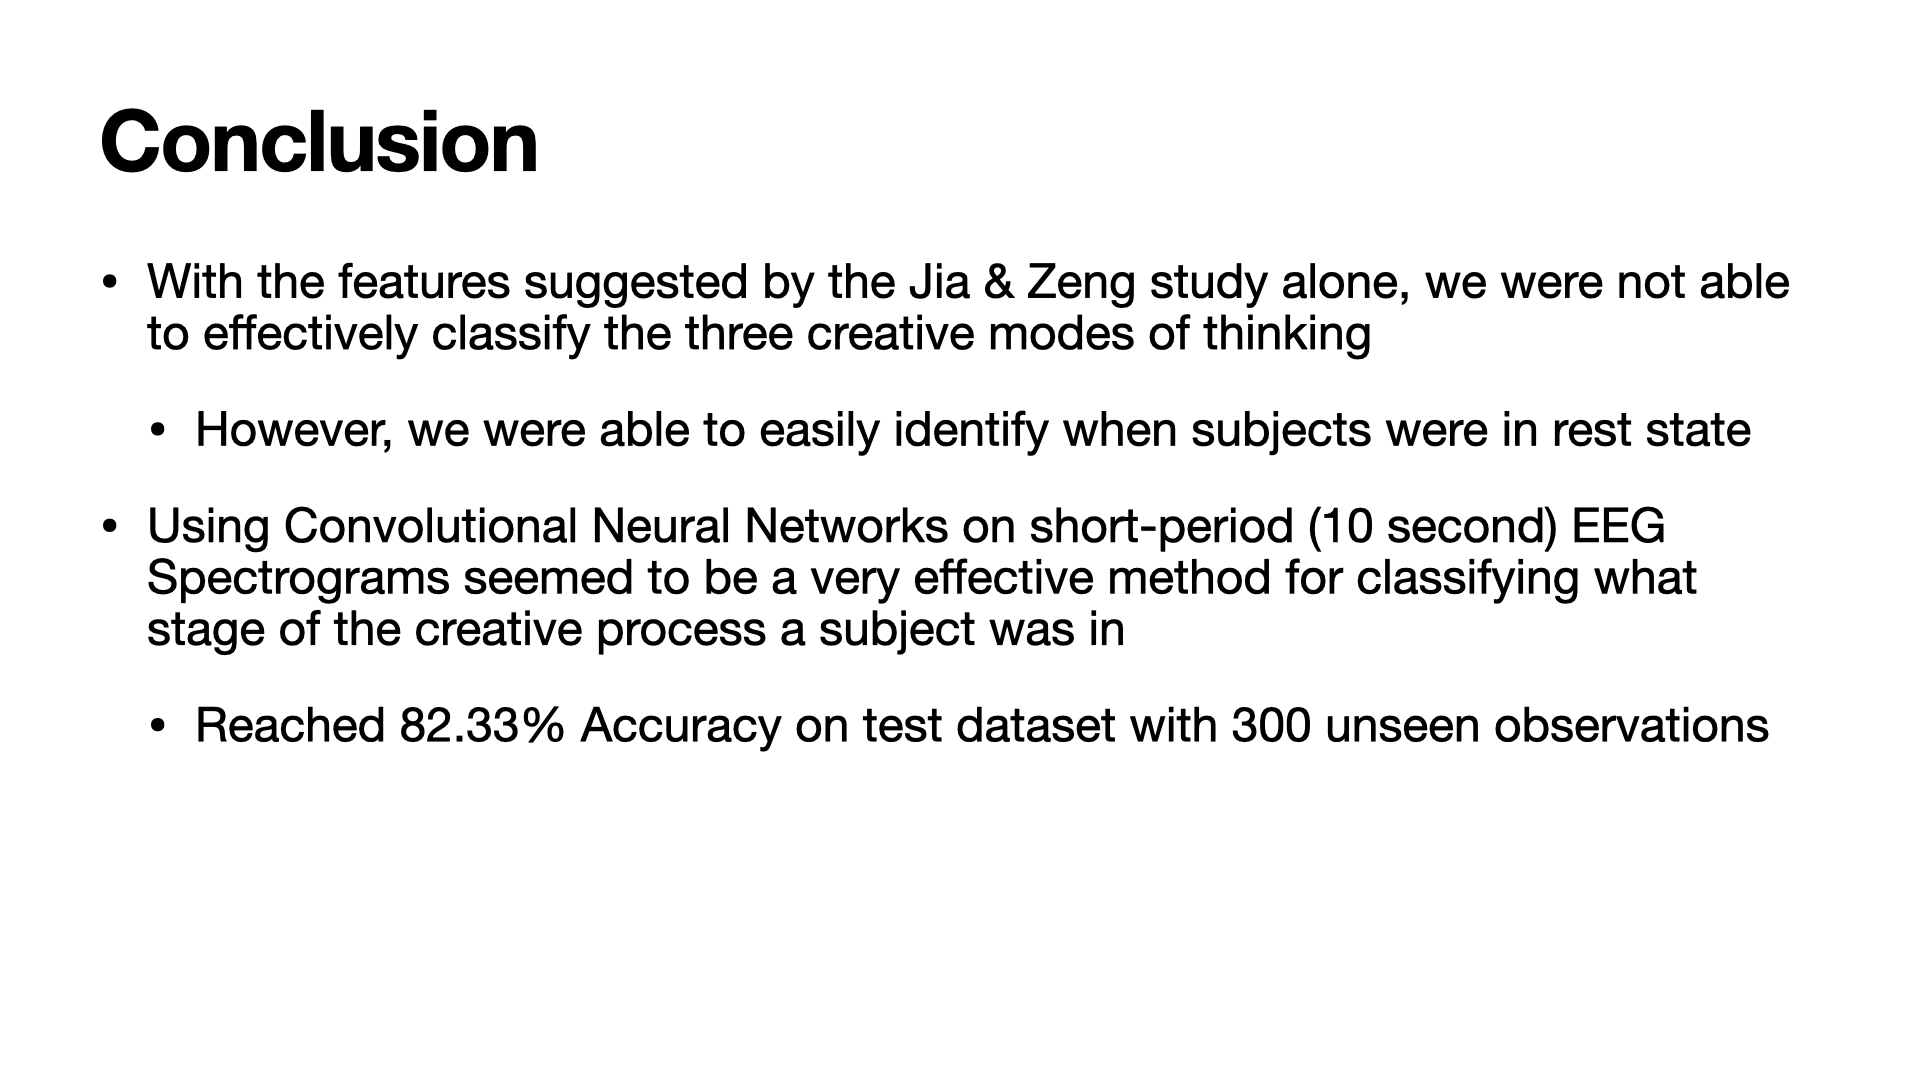 Conclusion
• With the features suggested by the Jia & Zeng study alone, we were not able
to effectively classify the three creative modes of thinking
• However, we were able to easily identify when subjects were in rest state
• Using Convolutional Neural Networks on short-period (10 second) EEG
Spectrograms seemed to be a very effective method for classifying what
stage of the creative process a subject was in
• Reached 82.33% Accuracy on test dataset with 300 unseen observations